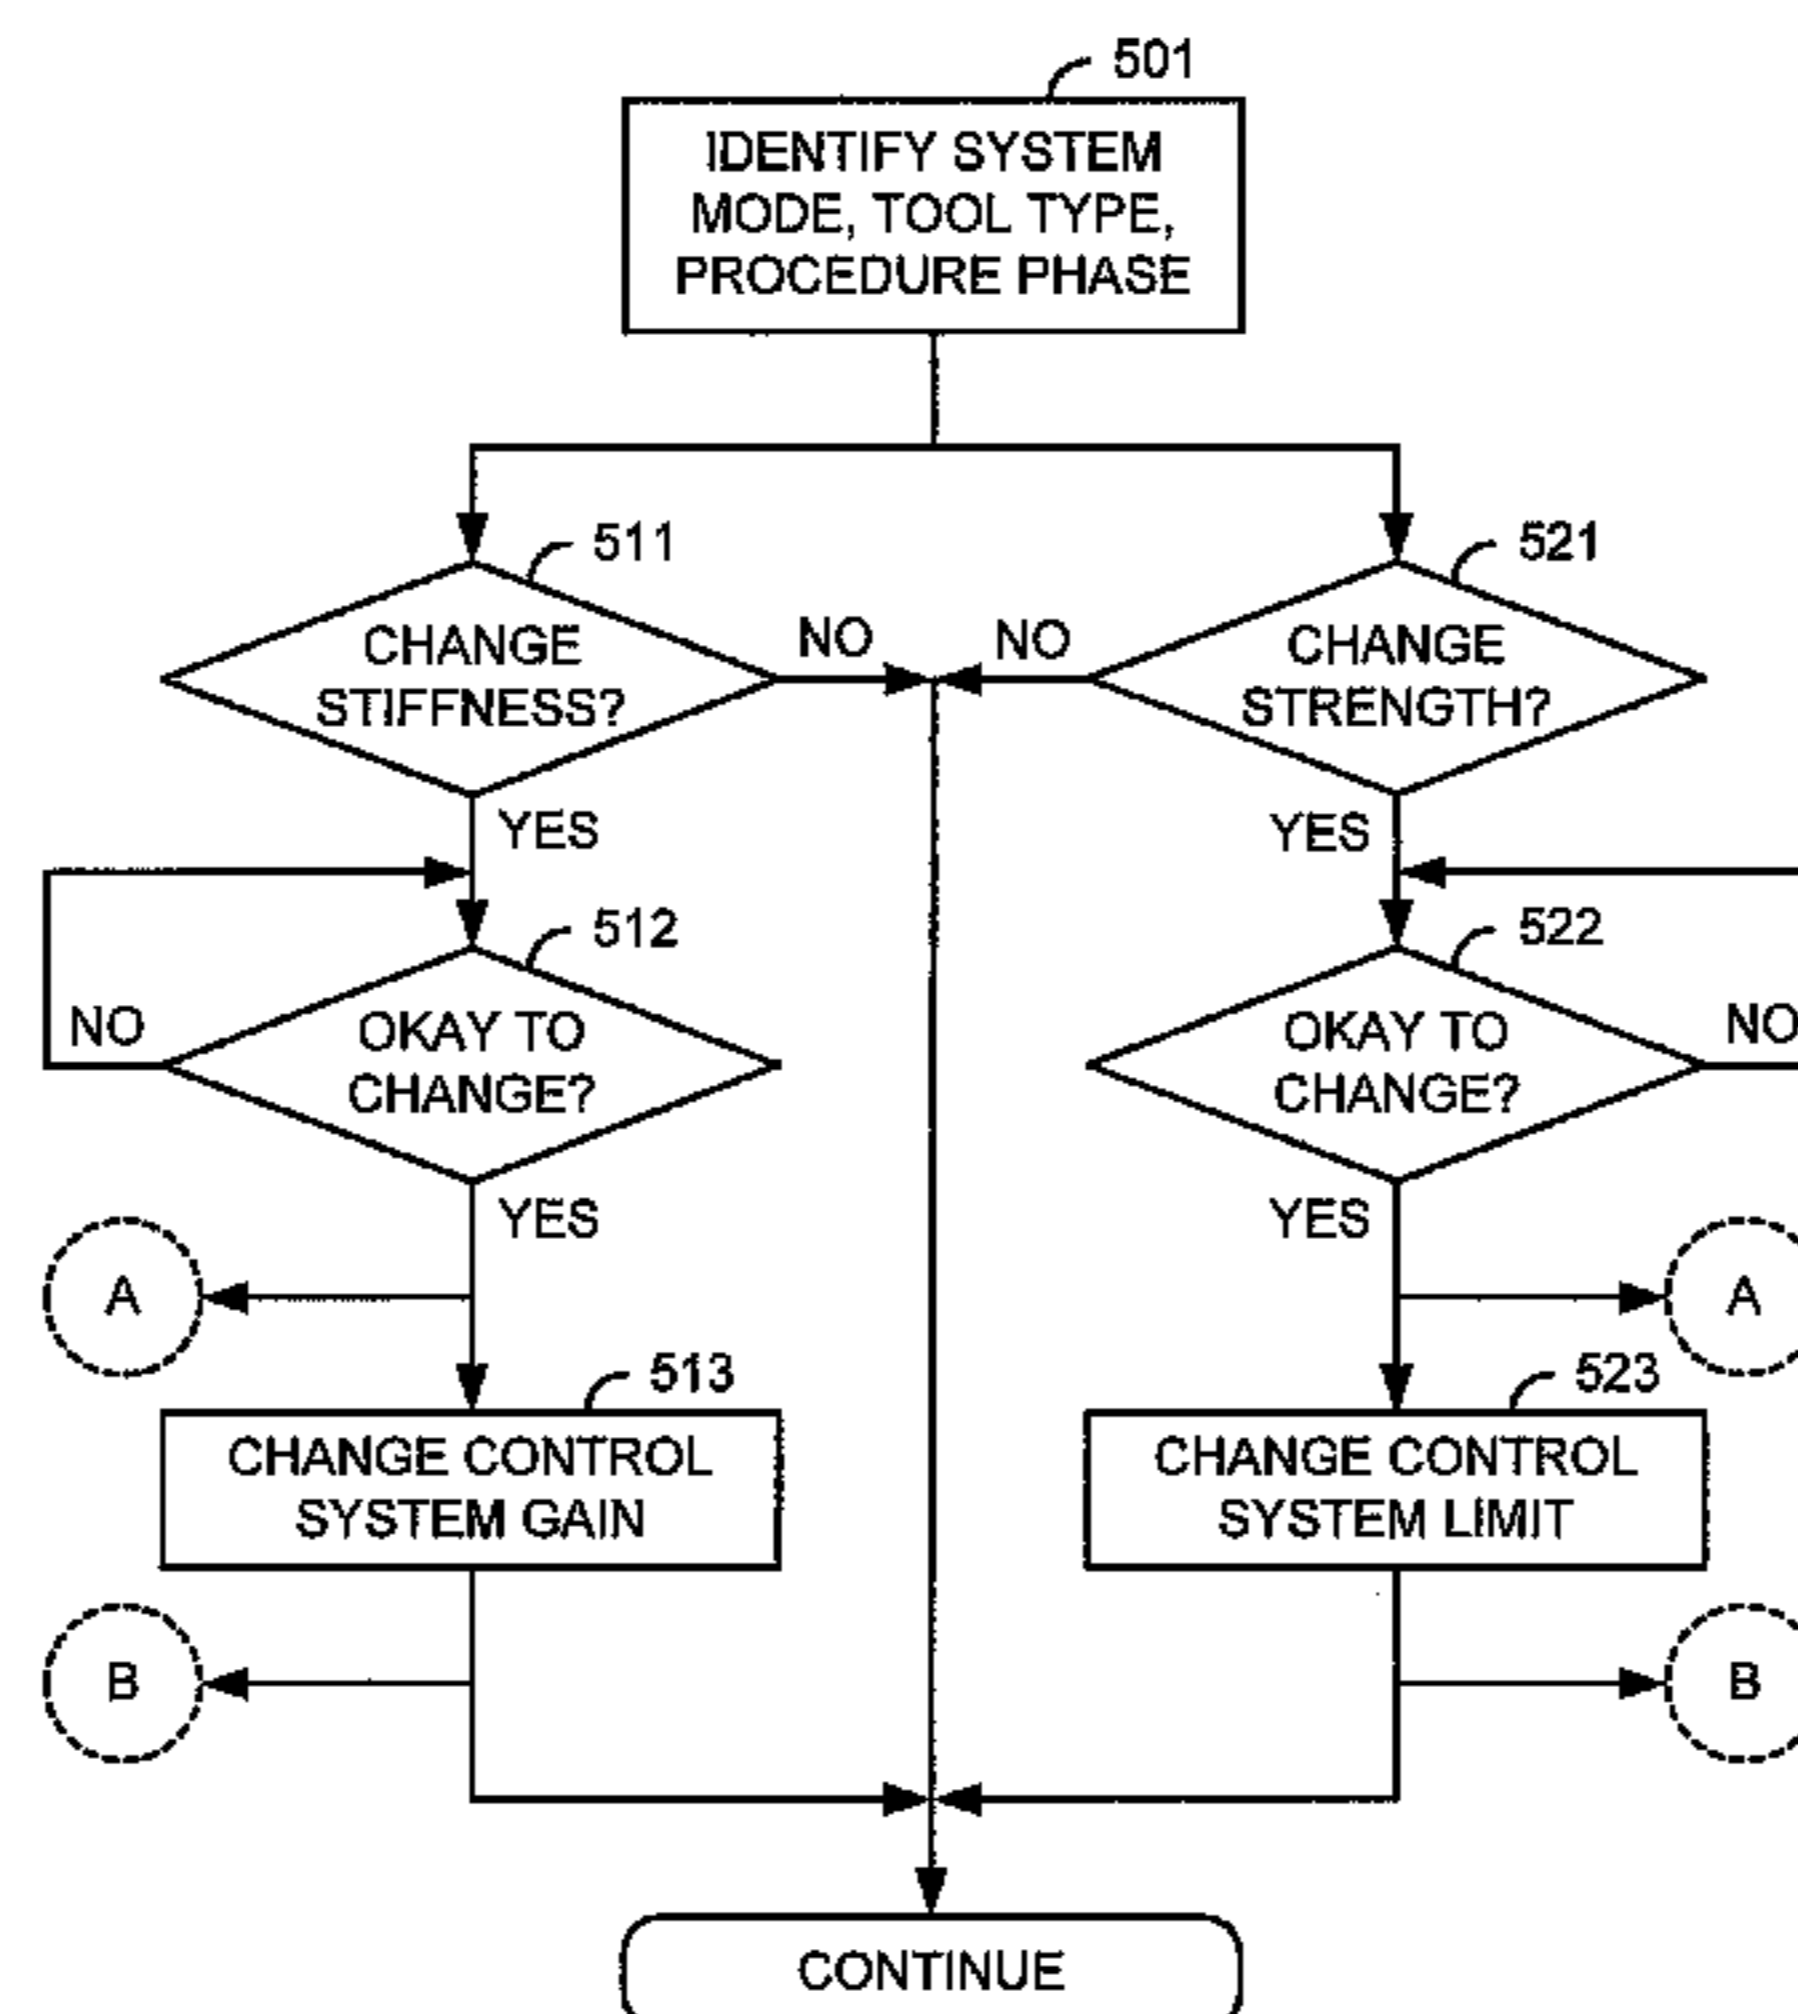 501
IDENTIFY SYSTEM
MODE, TOOL TYPE,
PROCEDURE PHASE
511
521
CHANGE
STIFFNESS?
NO
NO
CHANGE
STRENGTH?
YES
YES
512
522
NO
OKAY TO
CHANGE?
OKAY TO
CHANGE?
NO
YES
YES
A
A
513
523
CHANGE CONTROL
SYSTEM GAIN
CHANGE CONTROL
SYSTEM LIMIT
B
B
CONTINUE